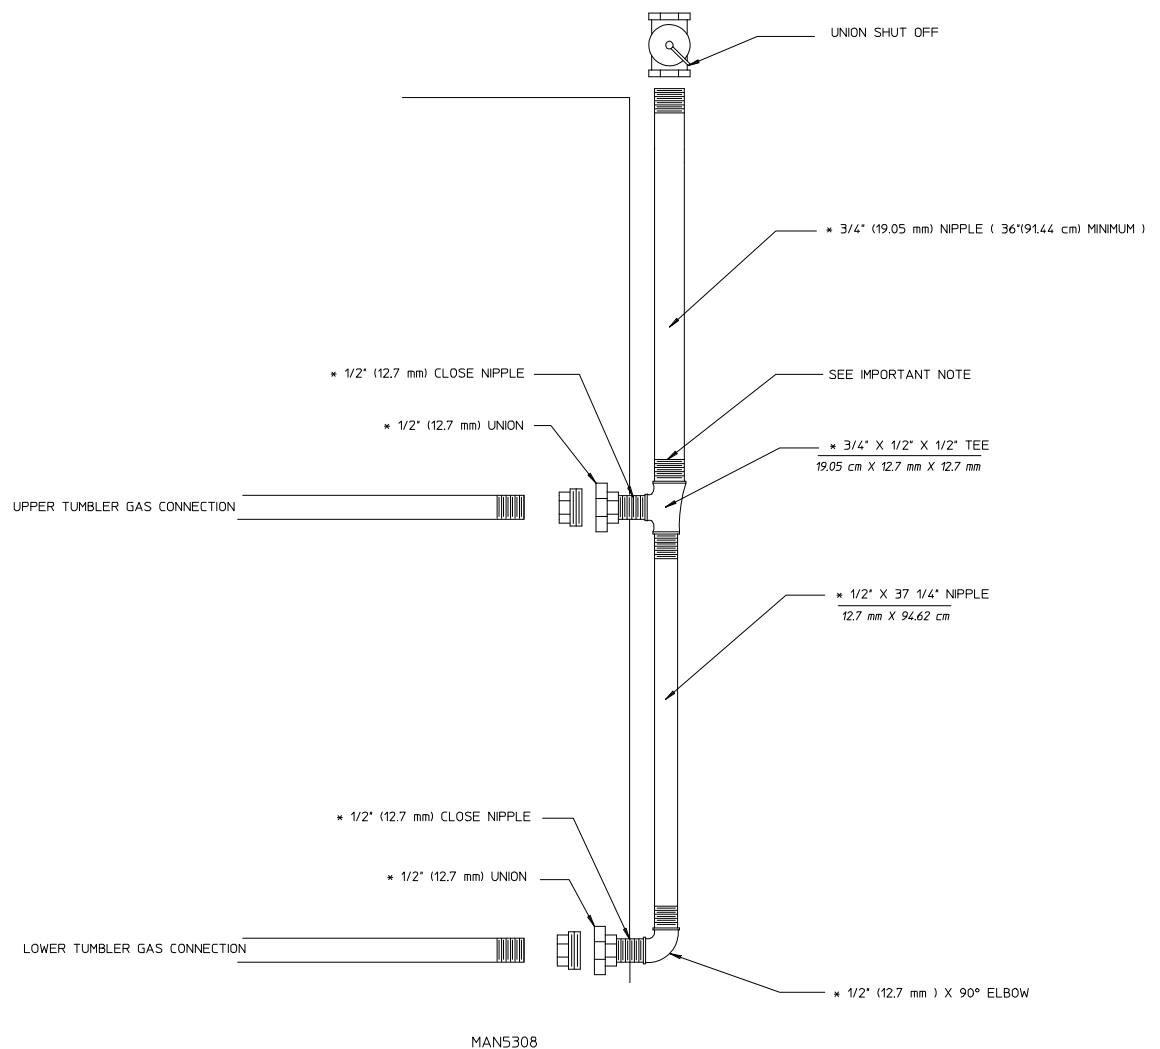 UNION SHUT OFF
* 3/4" (19.05 mm) NIPPLE ( 36"(91.44 cm) MINIMUM )
* 1/2" (12.7 mm) CLOSE NIPPLE
SEE IMPORTANT NOTE
* 1/2" (12.7 mm) UNION
* 3/4" X 1/2" X 1/2" TEE
19.05 cm X 12.7 mm X 12.7 mm
UPPER TUMBLER GAS CONNECTION
* 1/2" X 37 1/4" NIPPLE
12.7 mm X 94.62 cm
* 1/2" (12.7 mm) CLOSE NIPPLE
* 1/2" (12.7 mm) UNION
LOWER TUMBLER GAS CONNECTION
* 1/2" (12.7 mm ) X 90° ELBOW
MAN5308